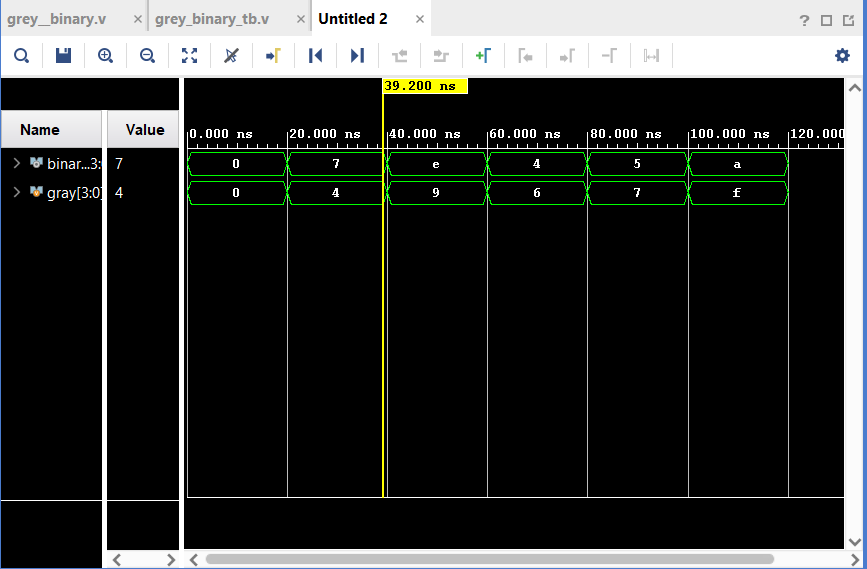 grey__binary.v × grey_binary_tb.v × Untitled 2 ×
?
39.200 ns
Name Value
0.000 ns 20.000 ns 40.000 ns 60.000 ns 80.000 ns 100.000 ns 120.000
binar...3: 7 0 7 e 4 5 a
gray[3:0] 4 0 4 9 6 7 f